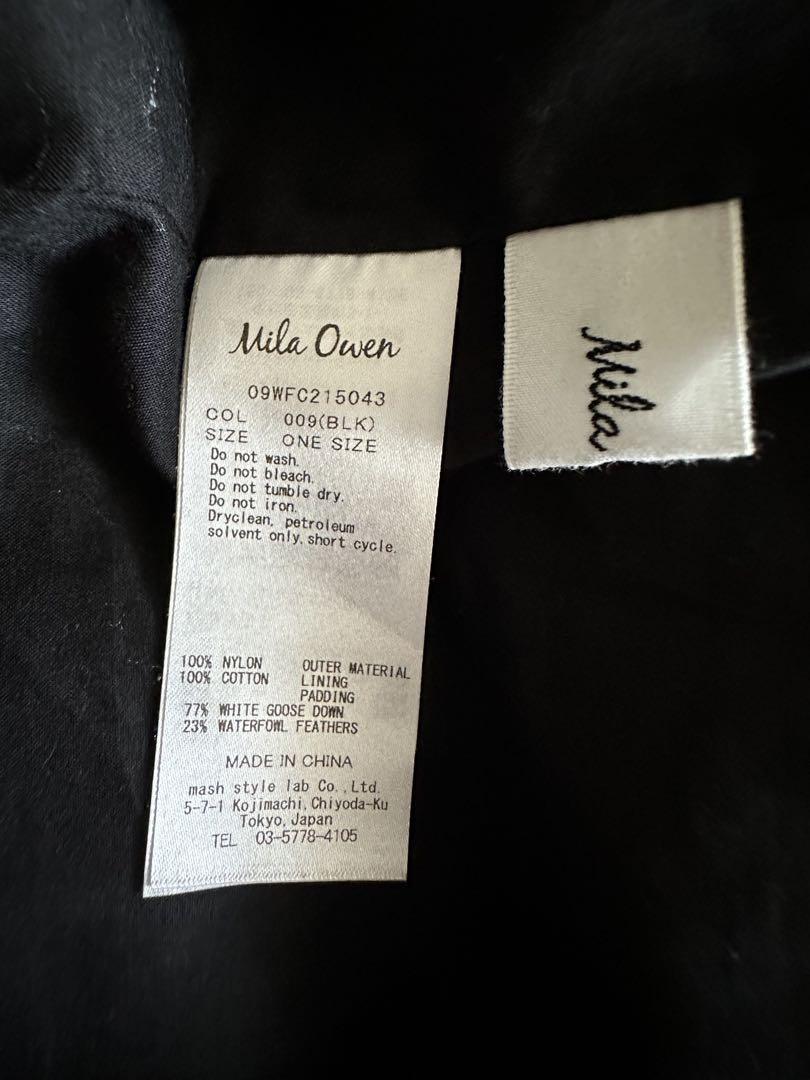 Mila Owen
09WFC215043
COL 009(BLK)
SIZE ONE SIZE
Do not wash.
Do not bleach.
Do not tumble dry.
Do not iron.
Dryclean, petroleum
solvent only, short cycle.
100% NYLON OUTER MATERIAL
100% COTTON LINING
PADDING
77% WHITE GOOSE DOWN
23% WATERFOWL FEATHERS
MADE IN CHINA
mash style lab Co.,Ltd.
5-7-1 Kojimachi, Chiyoda-Ku
Tokyo, Japan
TEL 03-5778-4105
Mila